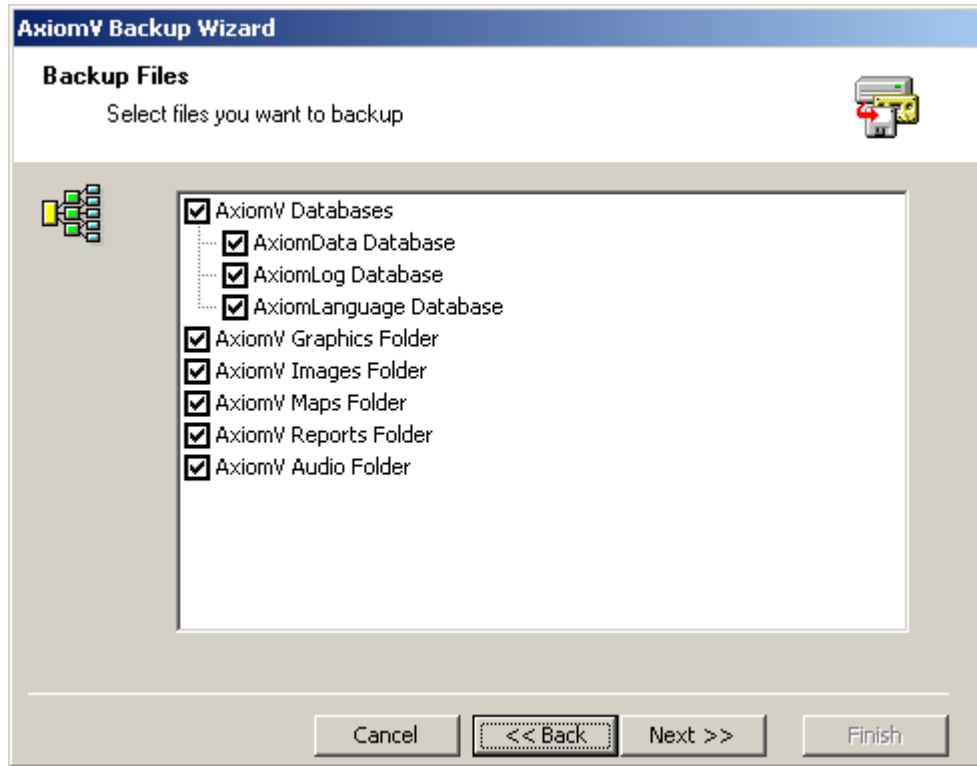 AxiomV Backup Wizard
Backup Files
Select files you want to backup
AxiomV Databases
AxiomData Database
AxiomLog Database
AxiomLanguage Database
AxiomV Graphics Folder
AxiomV Images Folder
AxiomV Maps Folder
AxiomV Reports Folder
AxiomV Audio Folder
Cancel << Back Next >> Finish